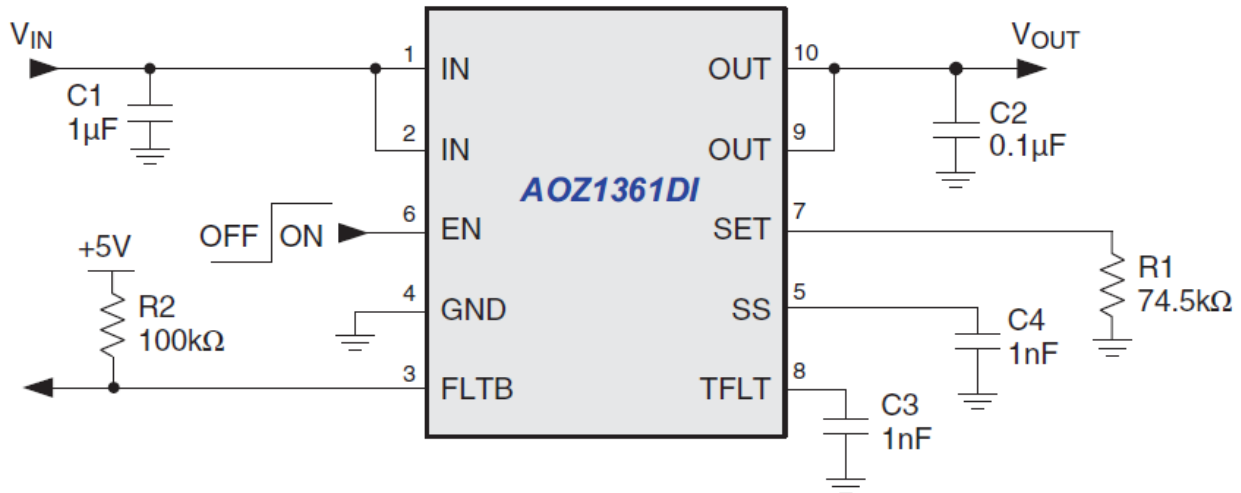 VIN
C1
1µF
1
IN
2
IN
OFF
ON
6
EN
+5V
R2
100kΩ
4
GND
3
FLTB
AOZ1361DI
OUT
10
VOUT
C2
0.1µF
OUT
9
SET
7
R1
74.5kΩ
SS
5
C4
1nF
TFLT
8
C3
1nF